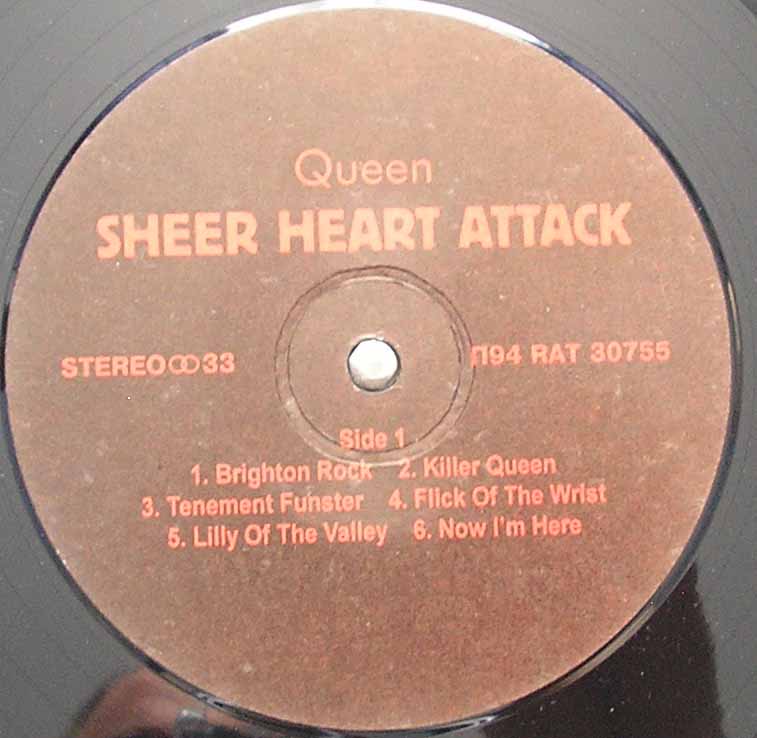 Queen
SHEER HEART ATTACK
STEREO ꝏ 33
П94 RAT 30755
Side 1
1. Brighton Rock 2. Killer Queen
3. Tenement Funster 4. Flick Of The Wrist
5. Lilly Of The Valley 6. Now I'm Here